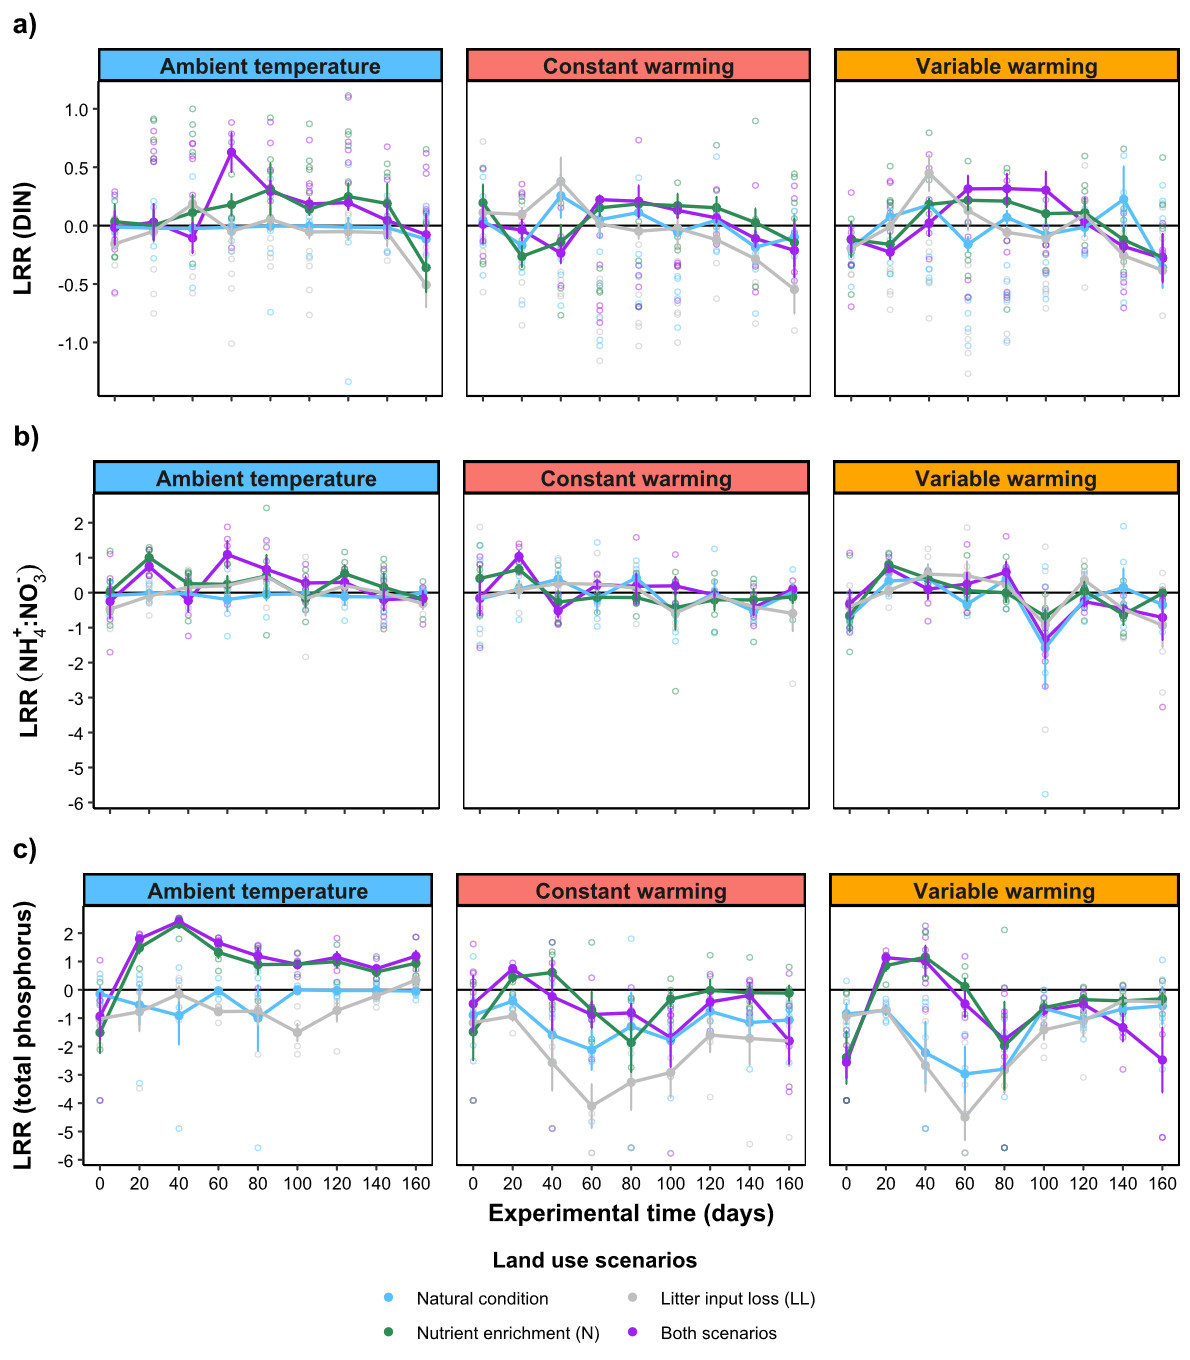 a)
Ambient temperature Constant warming Variable warming
LRR (DIN)
1.0
0.5
0.0
-0.5
-1.0
b)
Ambient temperature Constant warming Variable warming
LRR (NH₄⁺:NO₃⁻)
2
1
0
-1
-2
-3
-4
-5
-6
c)
Ambient temperature Constant warming Variable warming
LRR (total phosphorus)
2
1
0
-1
-2
-3
-4
-5
-6
0 20 40 60 80 100 120 140 160 0 20 40 60 80 100 120 140 160 0 20 40 60 80 100 120 140 160
Experimental time (days)
Land use scenarios
Natural condition Litter input loss (LL)
Nutrient enrichment (N) Both scenarios